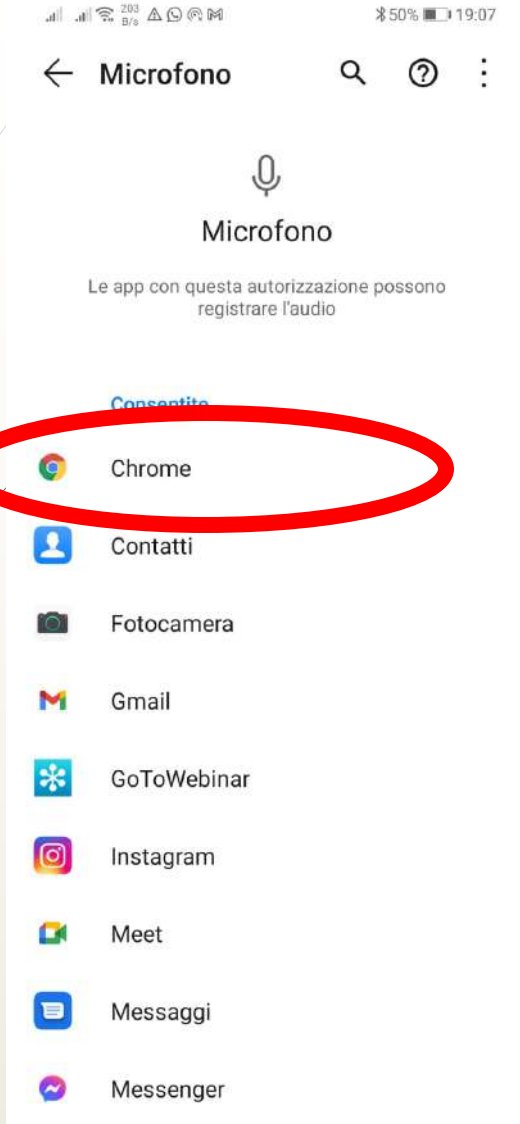 203
B/s
50% 19:07
Microfono
Microfono
Le app con questa autorizzazione possono
registrare l'audio
Consentite
Chrome
Contatti
Fotocamera
Gmail
GoToWebinar
Instagram
Meet
Messaggi
Messenger